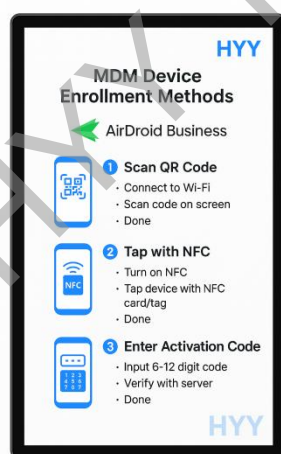 HYY
MDM Device
Enrollment Methods
AirDroid Business
1 Scan QR Code
• Connect to Wi-Fi
• Scan code on screen
• Done
2 Tap with NFC
NFC
• Turn on NFC
• Tap device with NFC
card/tag
• Done
3 Enter Activation Code
• Input 6-12 digit code
• Verify with server
• Done
HYY
HYY